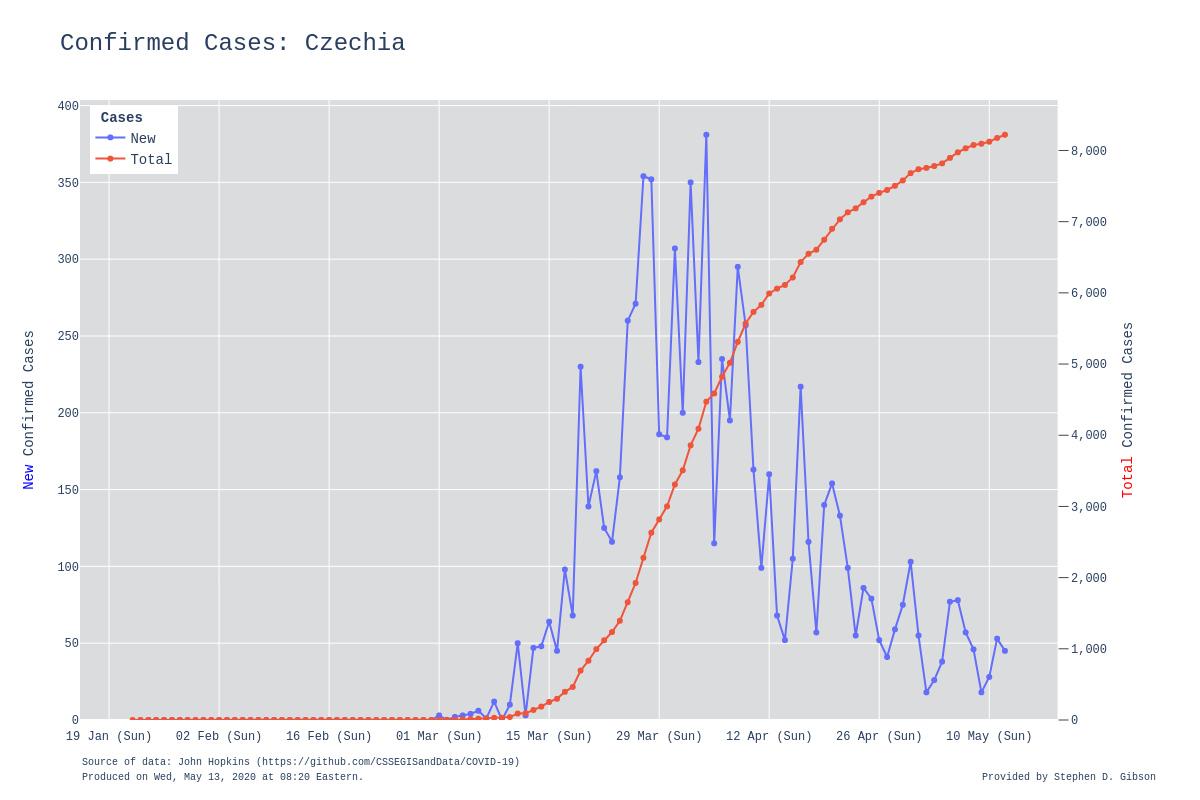 Confirmed Cases: Czechia
Cases
New
Total
400
350
300
250
200
150
100
50
0
New Confirmed Cases
8,000
7,000
6,000
5,000
4,000
3,000
2,000
1,000
0
Total Confirmed Cases
19 Jan (Sun) 02 Feb (Sun) 16 Feb (Sun) 01 Mar (Sun) 15 Mar (Sun) 29 Mar (Sun) 12 Apr (Sun) 26 Apr (Sun) 10 May (Sun)
Source of data: John Hopkins (https://github.com/CSSEGISandData/COVID-19)
Produced on Wed, May 13, 2020 at 08:20 Eastern.
Provided by Stephen D. Gibson